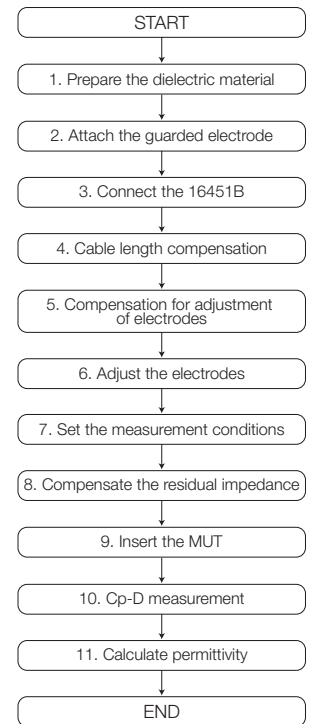 START
1. Prepare the dielectric material
2. Attach the guarded electrode
3. Connect the 16451B
4. Cable length compensation
5. Compensation for adjustment
of electrodes
6. Adjust the electrodes
7. Set the measurement conditions
8. Compensate the residual impedance
9. Insert the MUT
10. Cp-D measurement
11. Calculate permittivity
END